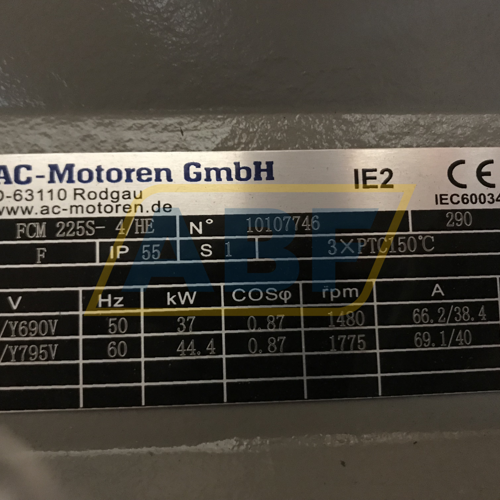 AC-Motoren GmbH IE2 CE
D-63110 Rodgau IEC60034
www.ac-motoren.de
FCM 225S- 4/HE N° 10107746 290
F IP 55 S 1 3×PTC150℃
V Hz kW COSφ rpm A
/Y690V 50 37 0.87 1480 66.2/38.4
/Y795V 60 44.4 0.87 1775 69.1/40
ABF